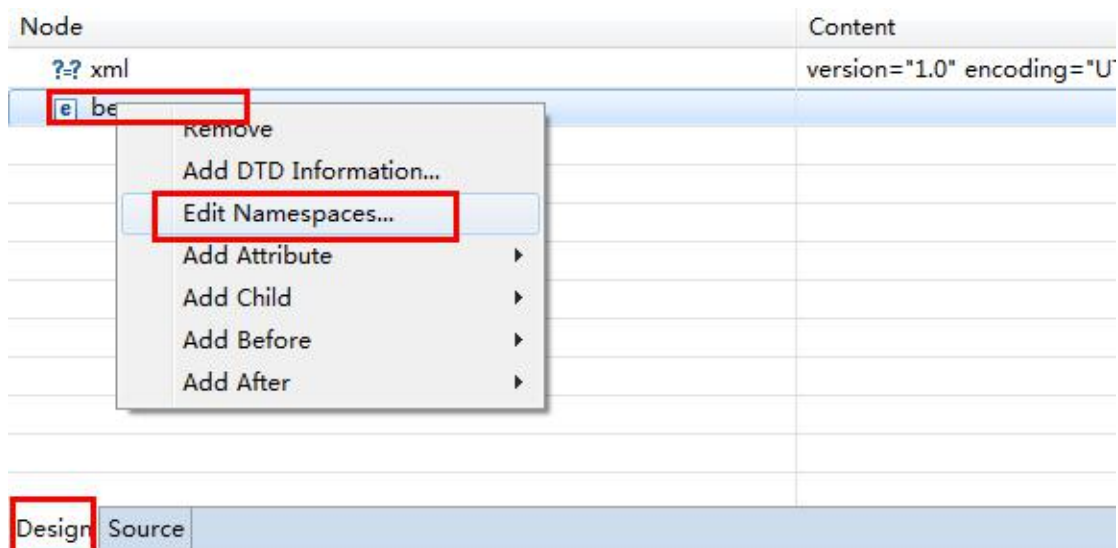 Node Content
?=? xml version="1.0" encoding="U
e be
Remove
Add DTD Information...
Edit Namespaces...
Add Attribute
Add Child
Add Before
Add After
Design Source